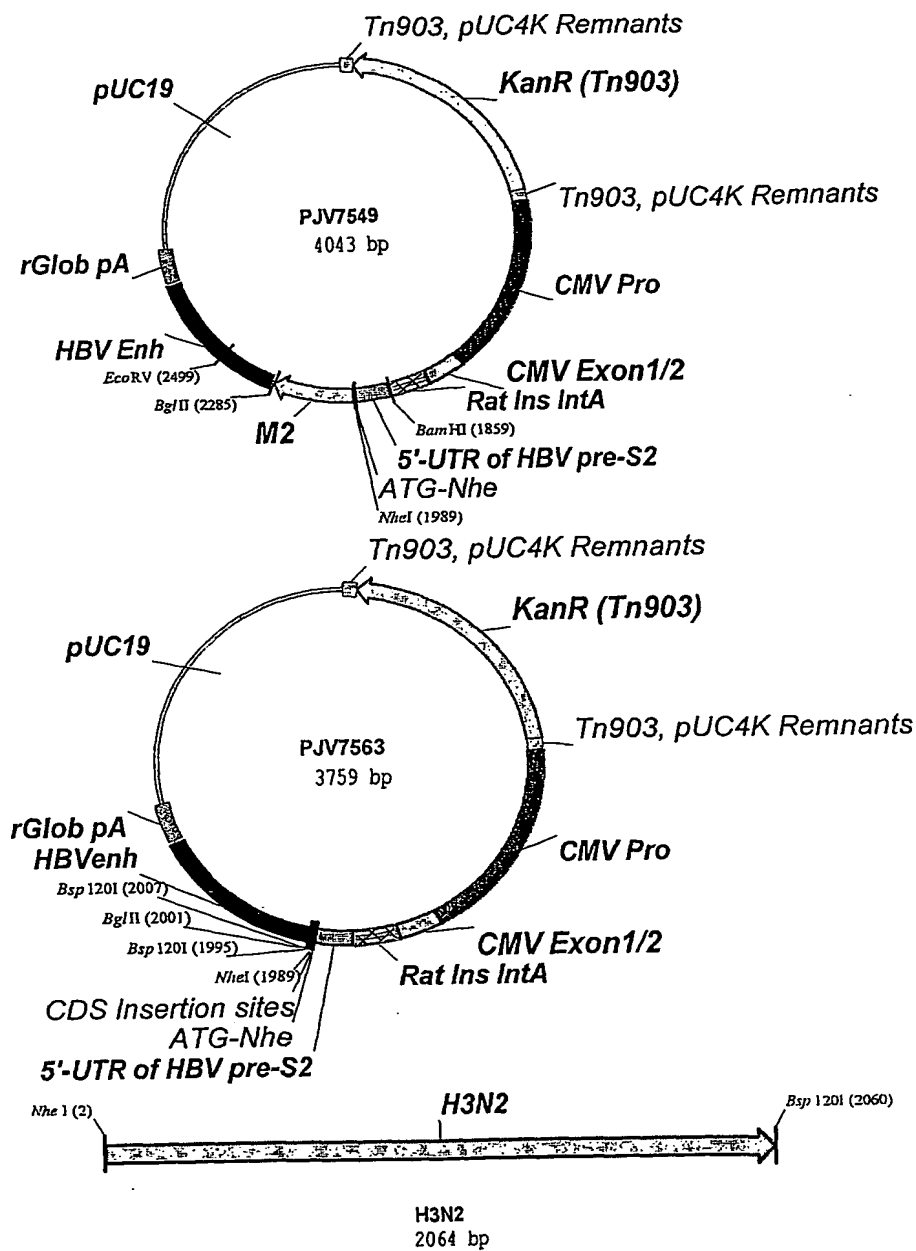 Tn903, pUC4K Remnants
KanR (Tn903)
pUC19
Tn903, pUC4K Remnants
PJV7549
4043 bp
rGlob pA
CMV Pro
HBV Enh
EcoRV (2499)
CMV Exon1/2
BglII (2285)
Rat Ins IntA
M2
BamHI (1859)
5'-UTR of HBV pre-S2
ATG-Nhe
NheI (1989)
Tn903, pUC4K Remnants
KanR (Tn903)
pUC19
Tn903, pUC4K Remnants
PJV7563
3759 bp
rGlob pA
HBVenh
CMV Pro
Bsp120I (2007)
BglII (2001)
Bsp120I (1995)
CMV Exon1/2
NheI (1989)
Rat Ins IntA
CDS Insertion sites
ATG-Nhe
5'-UTR of HBV pre-S2
Nhe I (2)
H3N2
Bsp120I (2060)
H3N2
2064 bp